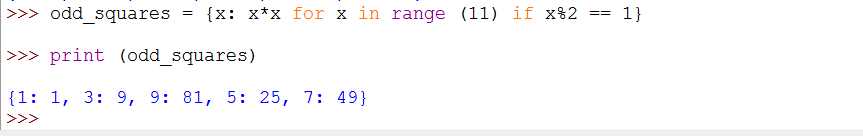 >>> odd_squares = {x: x*x for x in range (11) if x%2 == 1}
>>> print (odd_squares)
{1: 1, 3: 9, 9: 81, 5: 25, 7: 49}
>>>